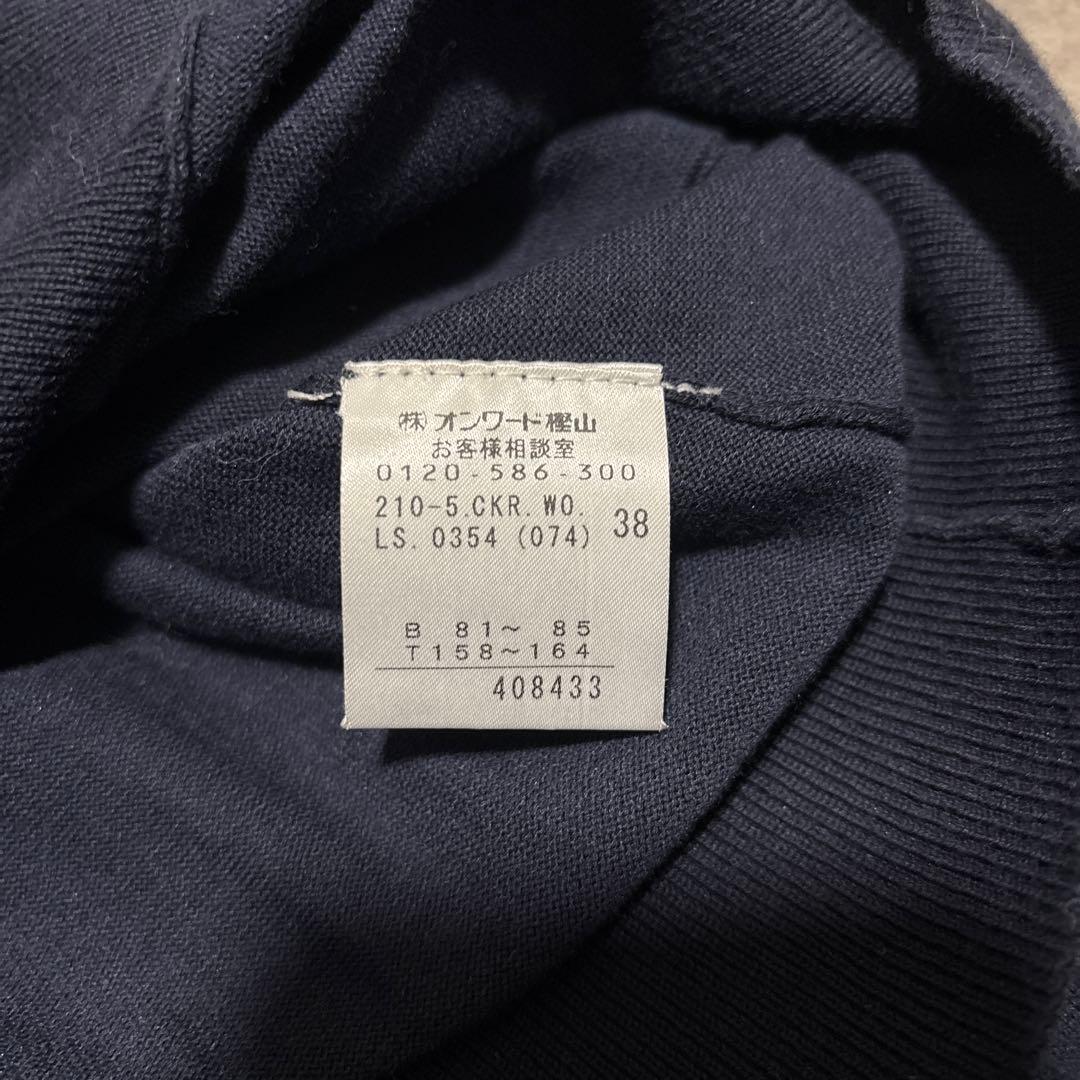 ㈱オンワード樫山
お客様相談室
0120-586-300
210-5.CKR.WO.
LS.0354 (074) 38
B 81~ 85
T158~164
408433